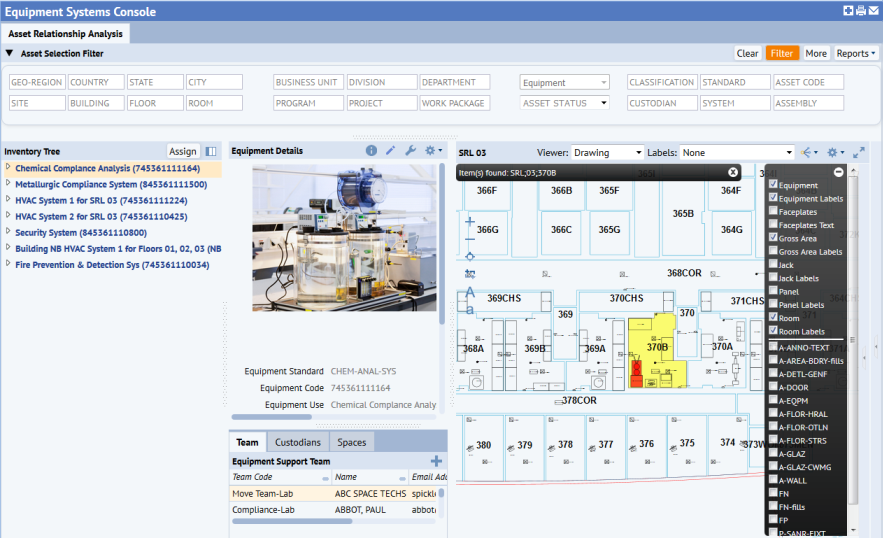 Equipment Systems Console
Asset Relationship Analysis
Asset Selection Filter
Clear Filter More Reports
GEO-REGION COUNTRY STATE CITY BUSINESS UNIT DIVISION DEPARTMENT Equipment CLASSIFICATION STANDARD ASSET CODE
SITE BUILDING FLOOR ROOM PROGRAM PROJECT WORK PACKAGE ASSET STATUS CUSTODIAN SYSTEM ASSEMBLY
Inventory Tree Assign
Chemical Complance Analysis (745361111164)
Metallurgic Compliance System (845361111500)
HVAC System 1 for SRL 03 (745361111224)
HVAC System 2 for SRL 03 (745361110425)
Security System (845361110800)
Building NB HVAC System 1 for Floors 01, 02, 03 (NB
Fire Prevention & Detection Sys (745361110034)
Equipment Details
Equipment Standard CHEM-ANAL-SYS
Equipment Code 745361111164
Equipment Use Chemical Complance Analy
Team Custodians Spaces
Equipment Support Team
Team Code Name Email Add
Move Team-Lab ABC SPACE TECHS spickl
Compliance-Lab ABBOT, PAUL abbot
SRL 03 Viewer: Drawing Labels: None
Item(s) found: SRL;03;370B
366F 366B 365F 364F
365B
366G 366C 365G 364G
368COR
369CHS 370CHS 371CHS
369 370
368A 369B 369A 370B 370A
378COR
380 379 378 377 376 375 374 373W
A
a
Equipment
Equipment Labels
Faceplates
Faceplates Text
Gross Area
Gross Area Labels
Jack
Jack Labels
Panel
Panel Labels
Room
Room Labels
A-ANNO-TEXT
A-AREA-BDRY-fills
A-DETL-GENF
A-DOOR
A-EQPM
A-FLOR-HRAL
A-FLOR-OTLN
A-FLOR-STRS
A-GLAZ
A-GLAZ-CWMG
A-WALL
FN
FN-fills
FP
P-SANR-FIXT